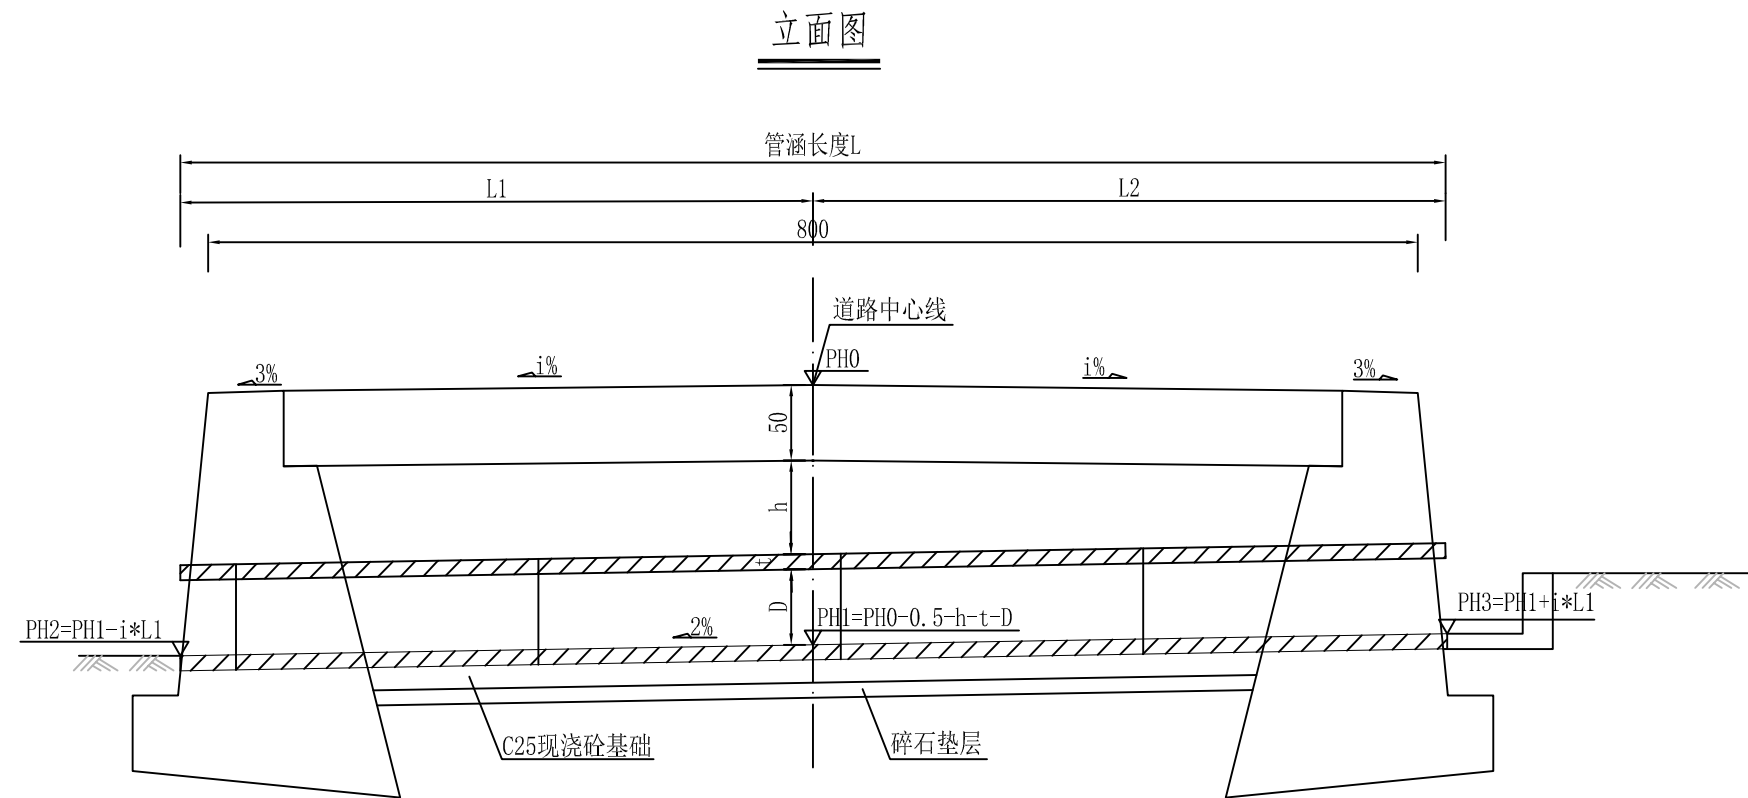 立面图
管涵长度L
L1
L2
800
道路中心线
PH0
3%
i%
i%
3%
50
h
t
D
PH1=PH0-0.5-h-t-D
2%
PH2=PH1-i*L1
PH3=PH1+i*L1
C25现浇砼基础
碎石垫层